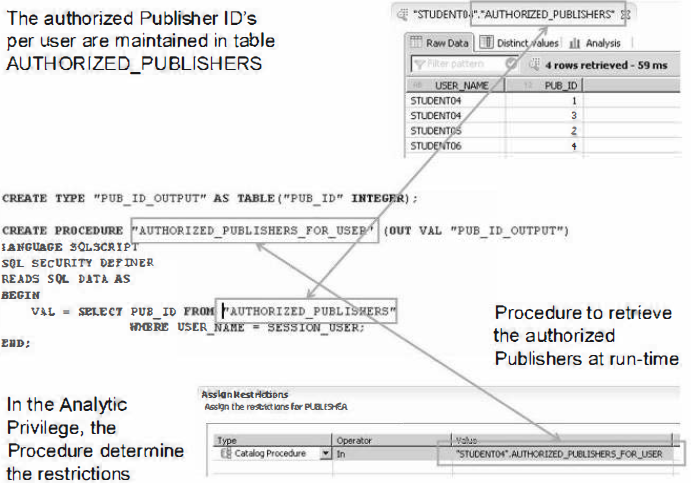 The authorized Publisher ID's
per user are maintained in table
AUTHORIZED_PUBLISHERS
"STUDENT04"."AUTHORIZED_PUBLISHERS"
Raw Data Distinct values Analysis
Filter pattern 4 rows retrieved - 59 ms
USER_NAME PUB_ID
STUDENT04 1
STUDENT04 3
STUDENT05 2
STUDENT06 4
CREATE TYPE "PUB_ID_OUTPUT" AS TABLE("PUB_ID" INTEGER);
CREATE PROCEDURE "AUTHORIZED_PUBLISHERS_FOR_USER" (OUT VAL "PUB_ID_OUTPUT")
LANGUAGE SQLSCRIPT
SQL SECURITY DEFINER
READS SQL DATA AS
BEGIN
VAL = SELECT PUB_ID FROM "AUTHORIZED_PUBLISHERS"
WHERE USER_NAME = SESSION_USER;
END;
Procedure to retrieve
the authorized
Publishers at run-time
In the Analytic
Privilege, the
Procedure determine
the restrictions
Assign Restrictions
Assign the restrictions for PUBLISHER
Type Operator Value
Catalog Procedure In "STUDENT04".AUTHORIZED_PUBLISHERS_FOR_USER